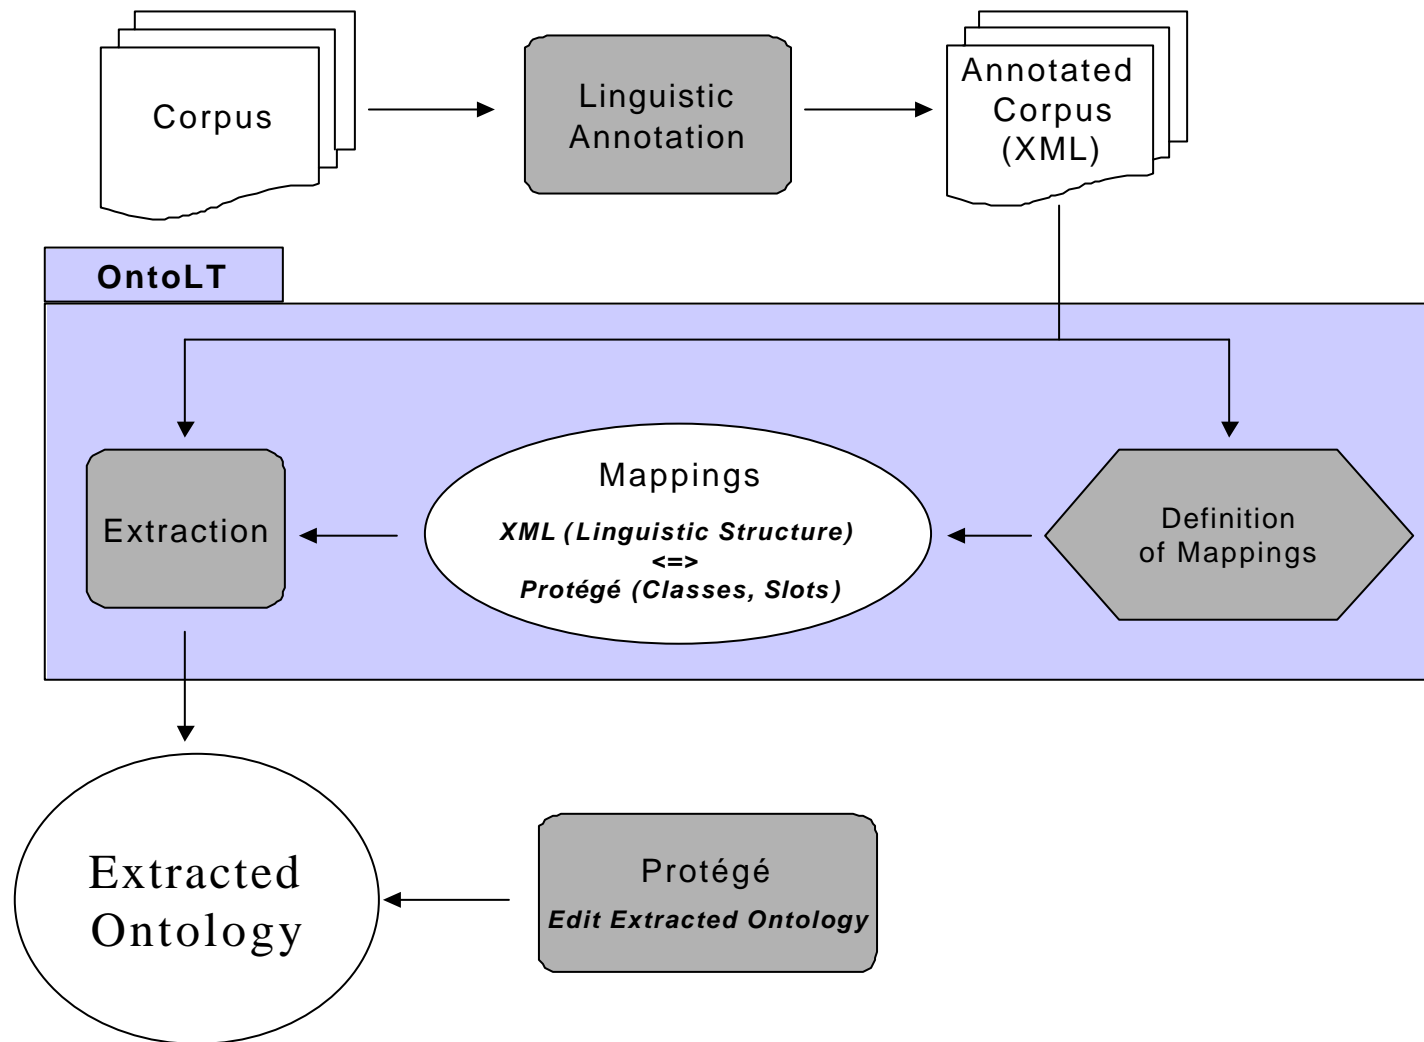 Corpus
Linguistic
Annotation
Annotated
Corpus
(XML)
OntoLT
Extraction
Mappings
XML (Linguistic Structure)
<=>
Protégé (Classes, Slots)
Definition
of Mappings
Extracted
Ontology
Protégé
Edit Extracted Ontology